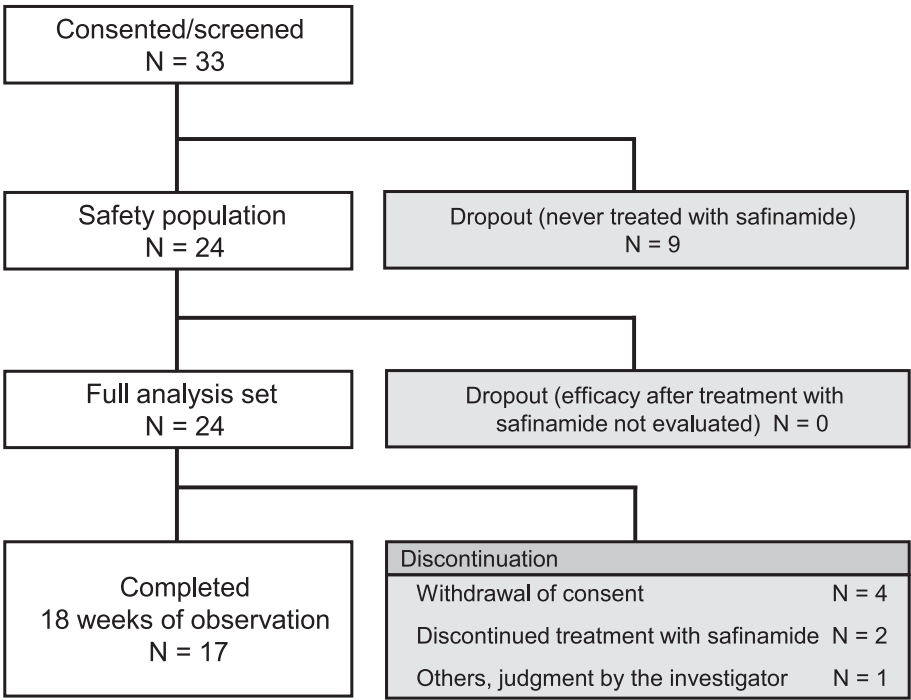 Consented/screened
N = 33
Safety population
N = 24
Dropout (never treated with safinamide)
N = 9
Full analysis set
N = 24
Dropout (efficacy after treatment with
safinamide not evaluated) N = 0
Completed
18 weeks of observation
N = 17
Discontinuation
Withdrawal of consent N = 4
Discontinued treatment with safinamide N = 2
Others, judgment by the investigator N = 1